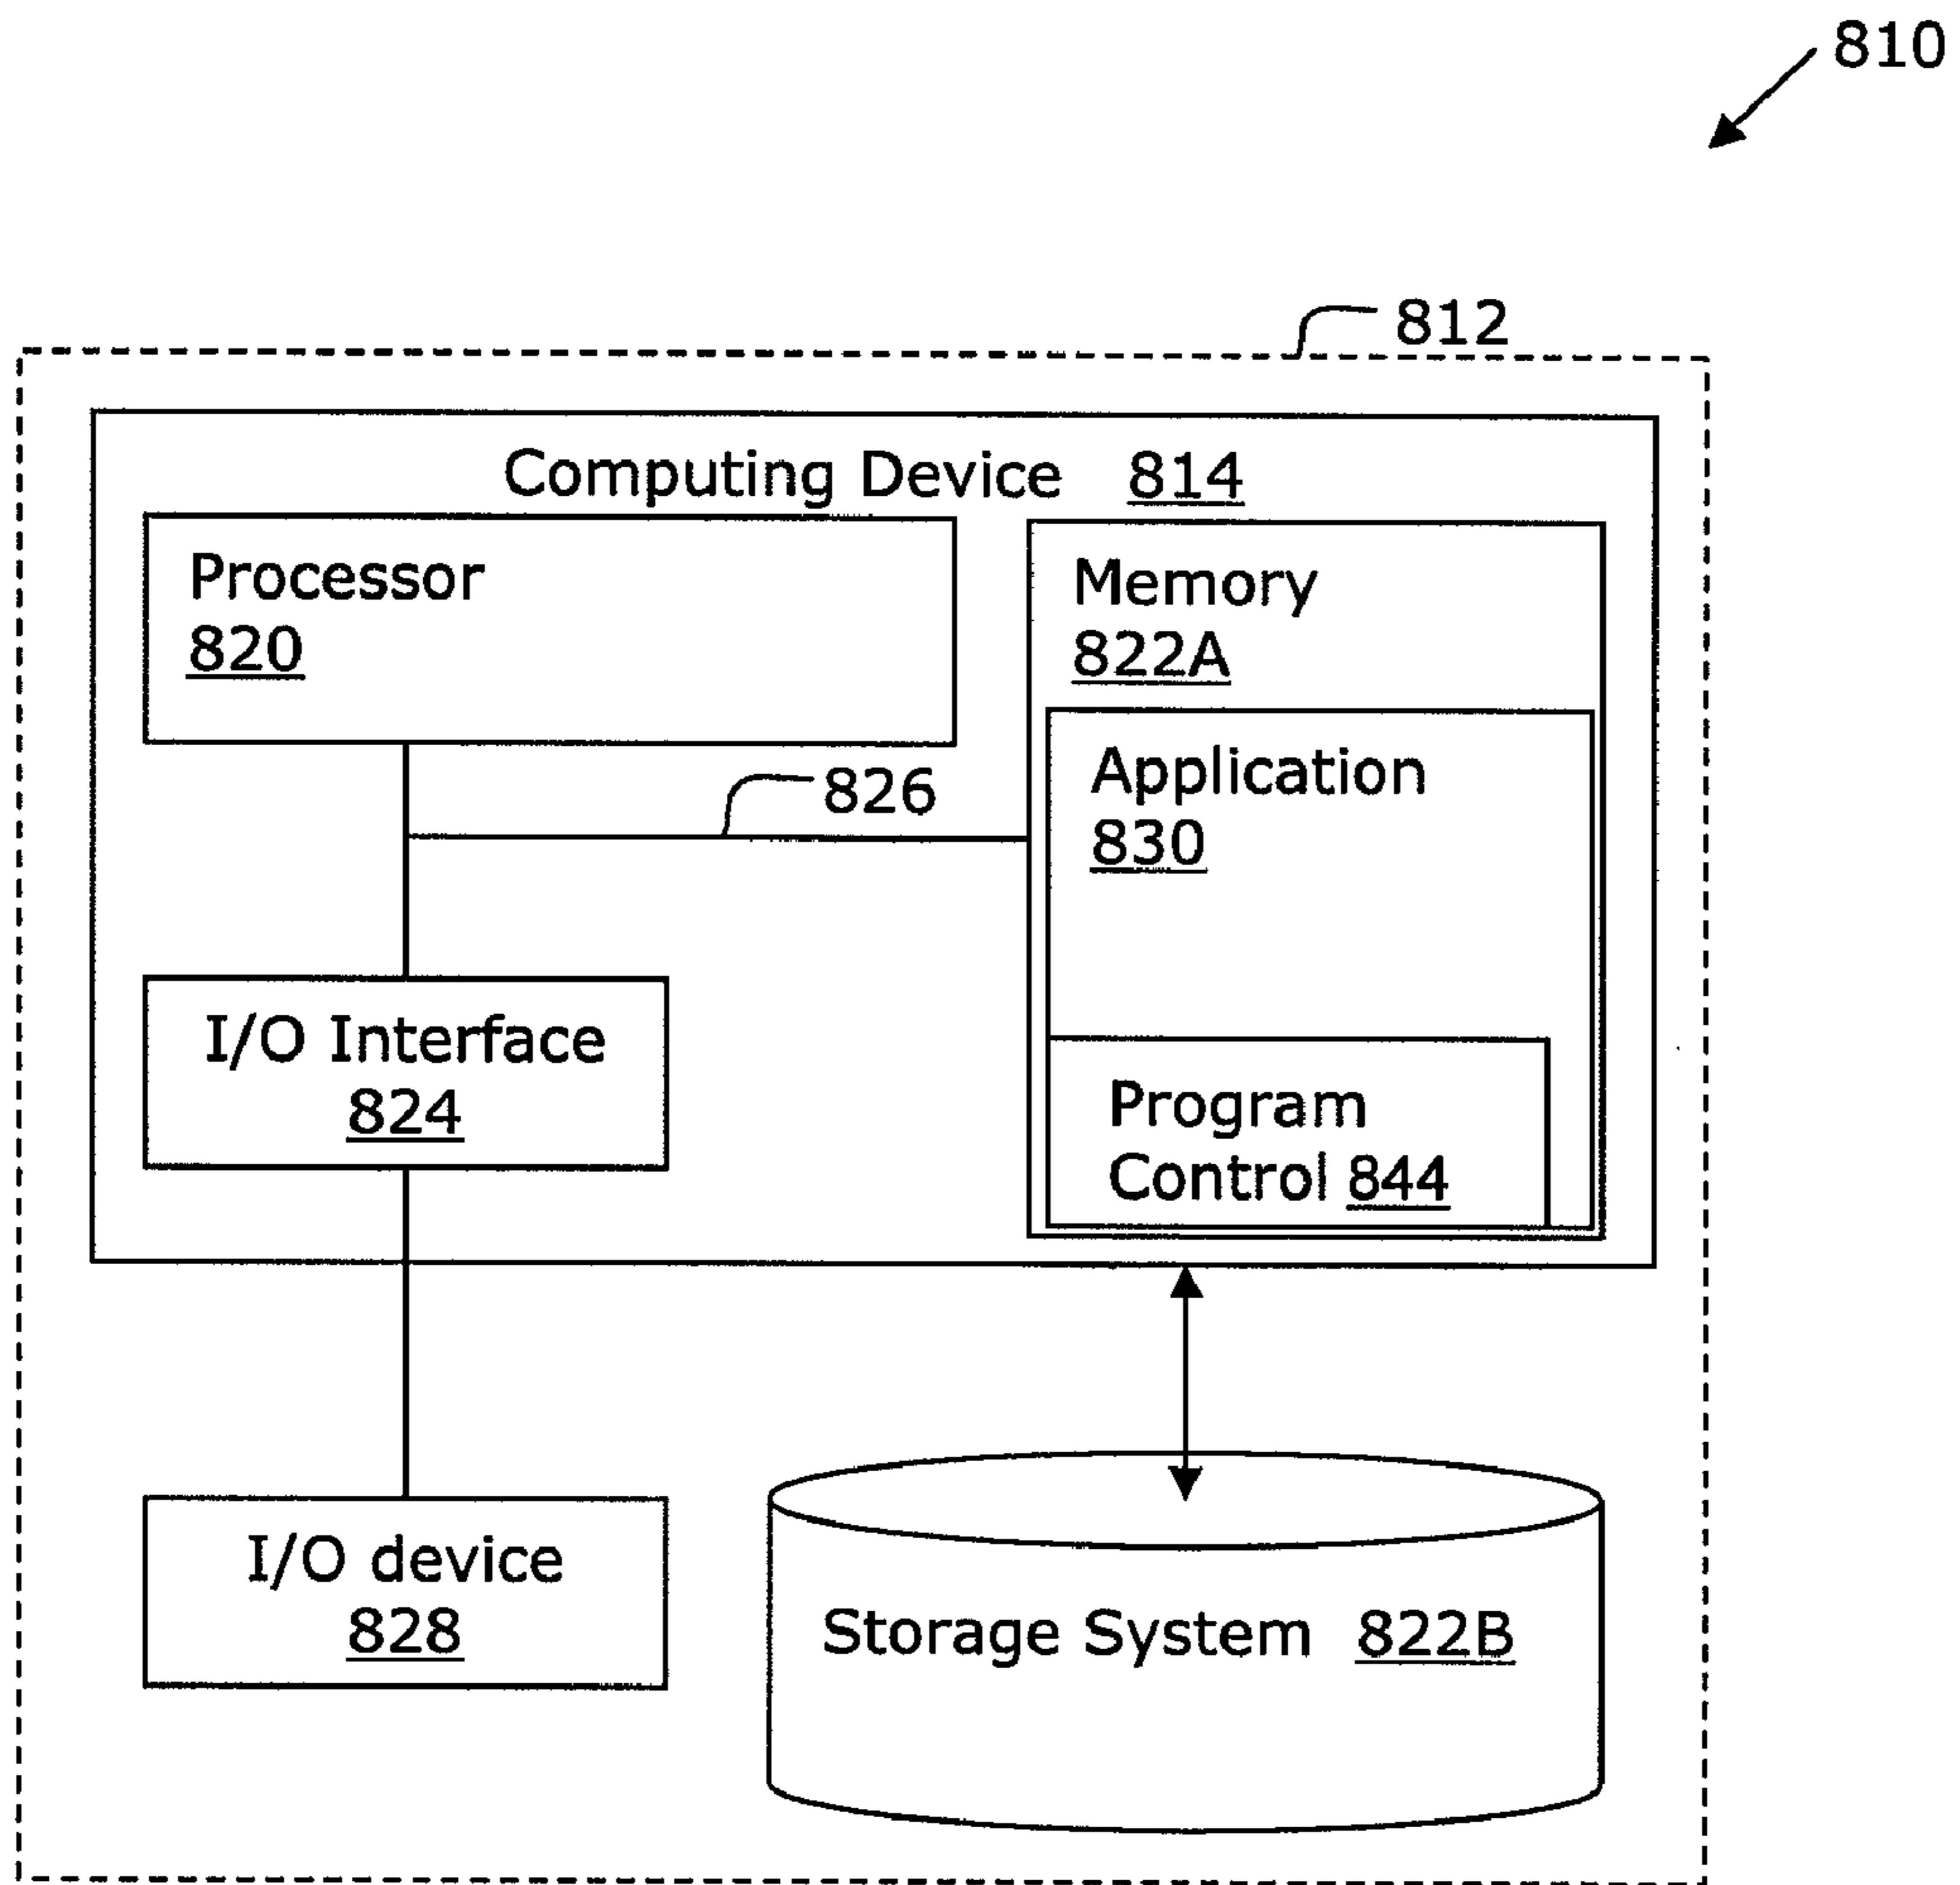 810
812
Computing Device 814
Processor
820
Memory
822A
826
Application
830
I/O Interface
824
Program
Control 844
I/O device
828
Storage System 822B